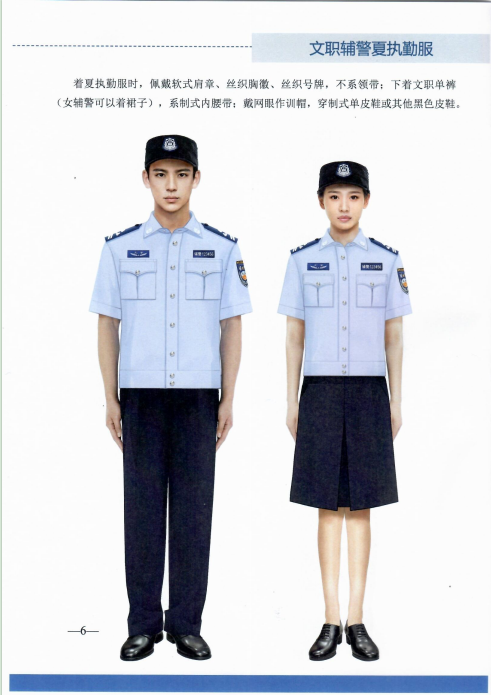 文职辅警夏执勤服
着夏执勤服时，佩戴软式肩章、丝织胸徽、丝织号牌，不系领带；下着文职单裤
（女辅警可以着裙子），系制式内腰带；戴网眼作训帽，穿制式单皮鞋或其他黑色皮鞋。
—6—